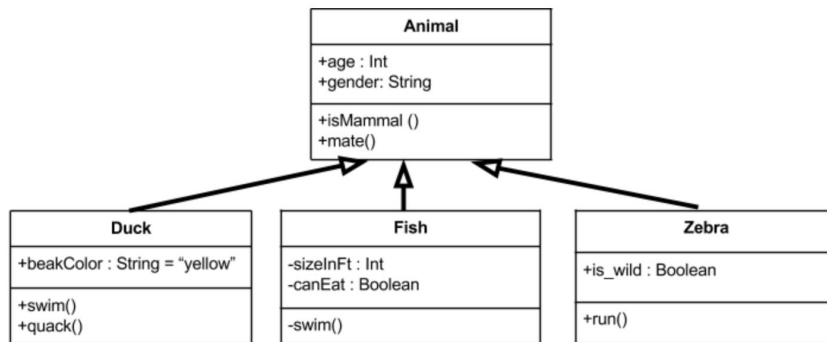 Animal
+age : Int
+gender: String
+isMammal ()
+mate()
Duck
+beakColor : String = “yellow”
+swim()
+quack()
Fish
-sizeInFt : Int
-canEat : Boolean
-swim()
Zebra
+is_wild : Boolean
+run()